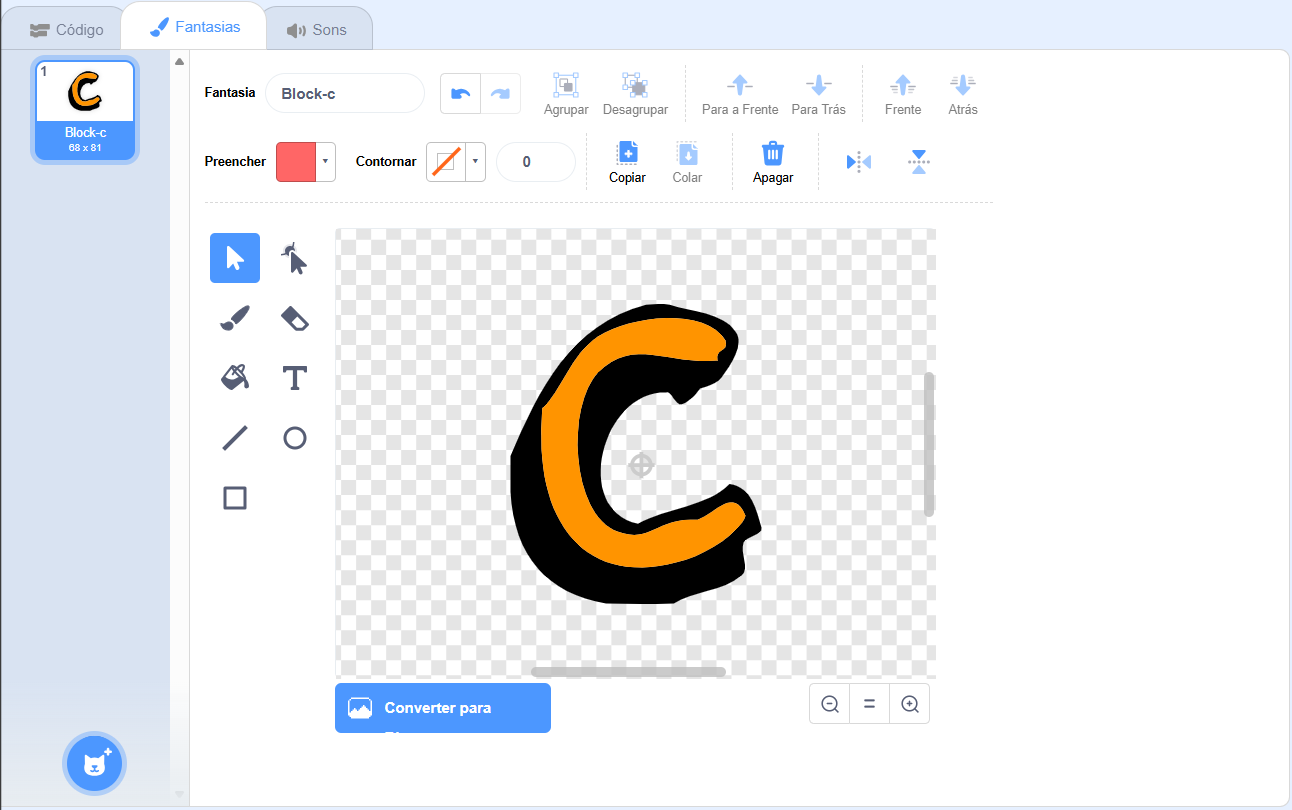 Código
Fantasias
Sons
1
C
Block-c
68 x 81
Fantasia
Block-c
Agrupar
Desagrupar
Para a Frente
Para Trás
Frente
Atrás
Preencher
Contornar
0
Copiar
Colar
Apagar
T
C
Converter para